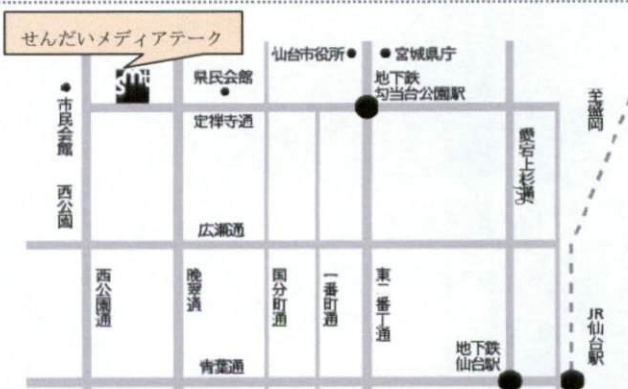 せんだいメディアテーク
smt
仙台市役所
宮城県庁
県民会館
地下鉄
勾当台公園駅
市民会館
西公園
定禅寺通
愛宕上杉通
至盛岡
広瀬通
西公園通
晩翠通
国分町通
一番町通
東二番丁通
青葉通
地下鉄
仙台駅
JR
仙台駅